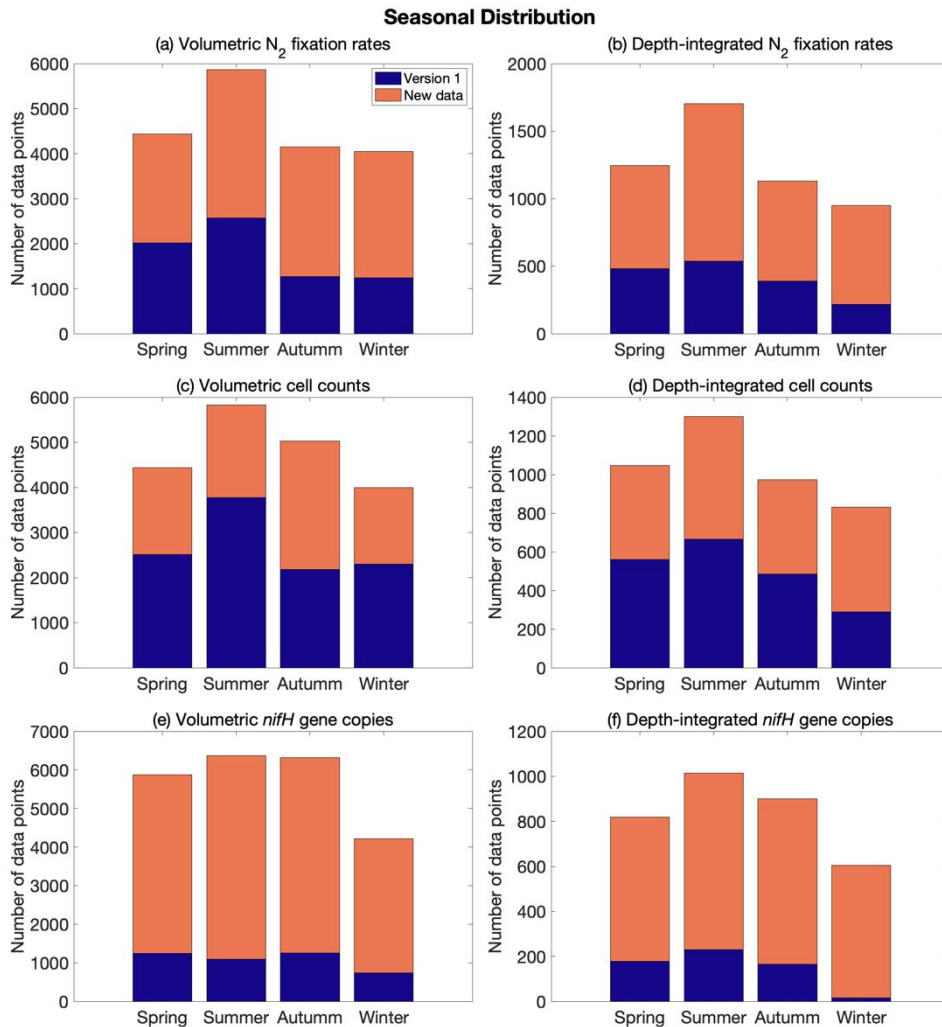 Seasonal Distribution
(a) Volumetric N2 fixation rates
6000
5000
4000
3000
2000
1000
0
Number of data points
Version 1
New data
Spring Summer Autumm Winter
(b) Depth-integrated N2 fixation rates
2000
1500
1000
500
0
Number of data points
Spring Summer Autumm Winter
(c) Volumetric cell counts
6000
5000
4000
3000
2000
1000
0
Number of data points
Spring Summer Autumm Winter
(d) Depth-integrated cell counts
1400
1200
1000
800
600
400
200
0
Number of data points
Spring Summer Autumm Winter
(e) Volumetric nifH gene copies
7000
6000
5000
4000
3000
2000
1000
0
Number of data points
Spring Summer Autumm Winter
(f) Depth-integrated nifH gene copies
1200
1000
800
600
400
200
0
Number of data points
Spring Summer Autumm Winter